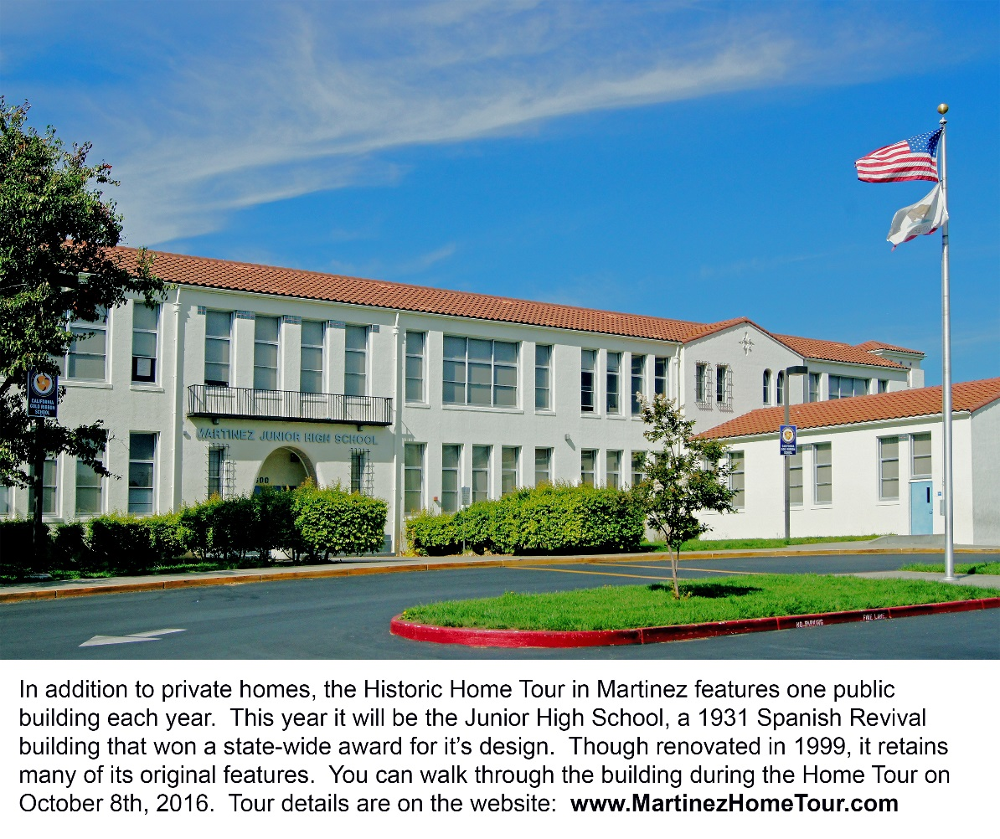 CALIFORNIA
GOLD RIBBON
SCHOOL
MARTINEZ JUNIOR HIGH SCHOOL
CALIFORNIA
GOLD RIBBON
SCHOOL
NO PARKING
FIRE LANE
In addition to private homes, the Historic Home Tour in Martinez features one public
building each year.  This year it will be the Junior High School, a 1931 Spanish Revival
building that won a state-wide award for it’s design.  Though renovated in 1999, it retains
many of its original features.  You can walk through the building during the Home Tour on
October 8th, 2016.  Tour details are on the website:  www.MartinezHomeTour.com